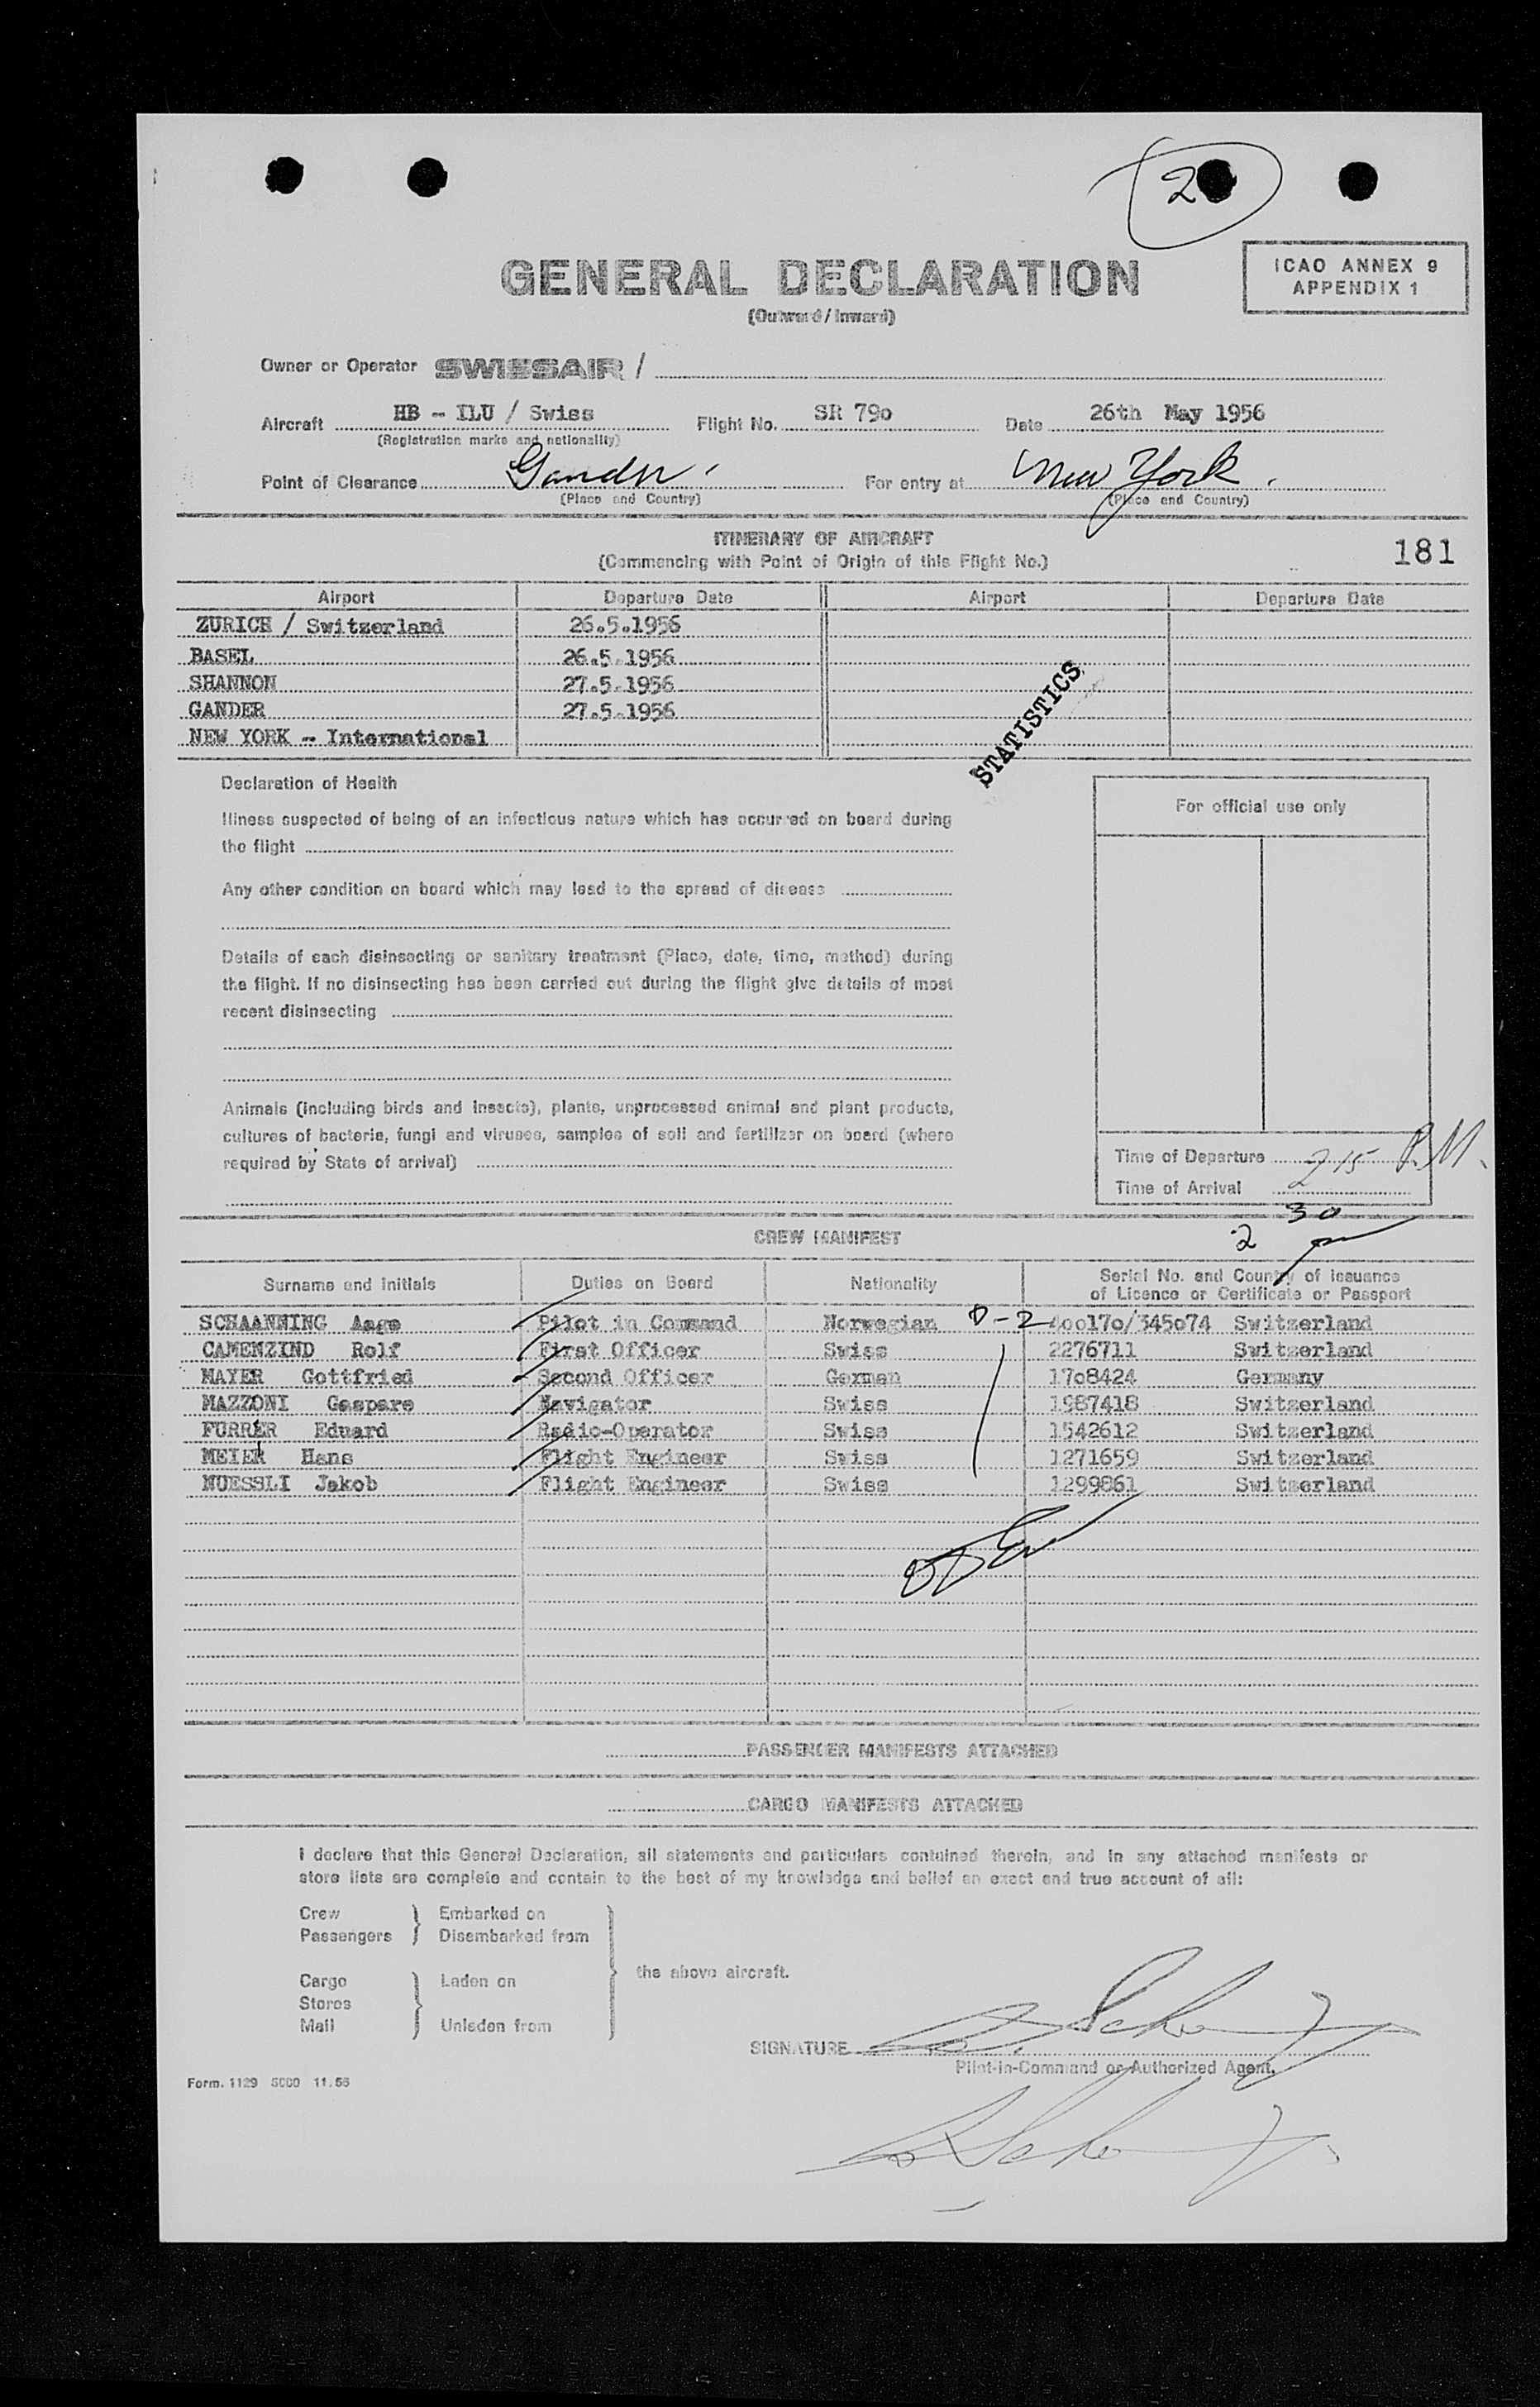 2
GENERAL DECLARATION
(Outward / Inward)
ICAO ANNEX 9
APPENDIX 1
Owner or Operator SWISSAIR /
Aircraft HB - ILU / Swiss Flight No. SR 79o Date 26th May 1956
(Registration marks and nationality)
Point of Clearance Gander For entry at New York.
(Place and Country) (Place and Country)
ITINERARY OF AIRCRAFT
(Commencing with Point of Origin of this Flight No.)
181
Airport Departure Date Airport Departure Date
ZURICH / Switzerland 26.5.1956
BASEL 26.5.1956
SHANNON 27.5.1956
GANDER 27.5.1956
NEW YORK - International
STATISTICS
Declaration of Health
Illness suspected of being of an infectious nature which has occurred on board during
the flight
Any other condition on board which may lead to the spread of disease
Details of each disinsecting or sanitary treatment (Place, date, time, method) during
the flight. If no disinsecting has been carried out during the flight give details of most
recent disinsecting
Animals (including birds and insects), plants, unprocessed animal and plant products,
cultures of bacteria, fungi and viruses, samples of soil and fertilizer on board (where
required by State of arrival)
For official use only
Time of Departure 2 15 P.M.
Time of Arrival
2 30
CREW MANIFEST
Surname and Initials Duties on Board Nationality Serial No. and Country of issuance
of Licence or Certificate or Passport
SCHAANNING Aage Pilot in Command Norwegian D-2 4oo17o/345o74 Switzerland
CAMENZIND Rolf First Officer Swiss 2276711 Switzerland
MAYER Gottfried Second Officer German 17o8424 Germany
MAZZONI Gaspare Navigator Swiss 1987418 Switzerland
FURRER Eduard Radio-Operator Swiss 1542612 Switzerland
MEIER Hans Flight Engineer Swiss 1271659 Switzerland
NUESSLI Jakob Flight Engineer Swiss 1299861 Switzerland
PASSENGER MANIFESTS ATTACHED
CARGO MANIFESTS ATTACHED
I declare that this General Declaration, all statements and particulars contained therein, and in any attached manifests or
store lists are complete and contain to the best of my knowledge and belief an exact and true account of all:
Crew Embarked on
Passengers Disembarked from
the above aircraft.
Cargo Laden on
Stores
Mail Unladen from
SIGNATURE
Pilot-in-Command or Authorized Agent.
Form. 1129 5000 11.55